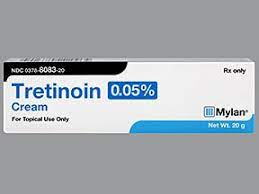 NDC 0378-8083-20
Rx only
Tretinoin 0.05%
Cream
For Topical Use Only
Mylan®
Net Wt. 20 g